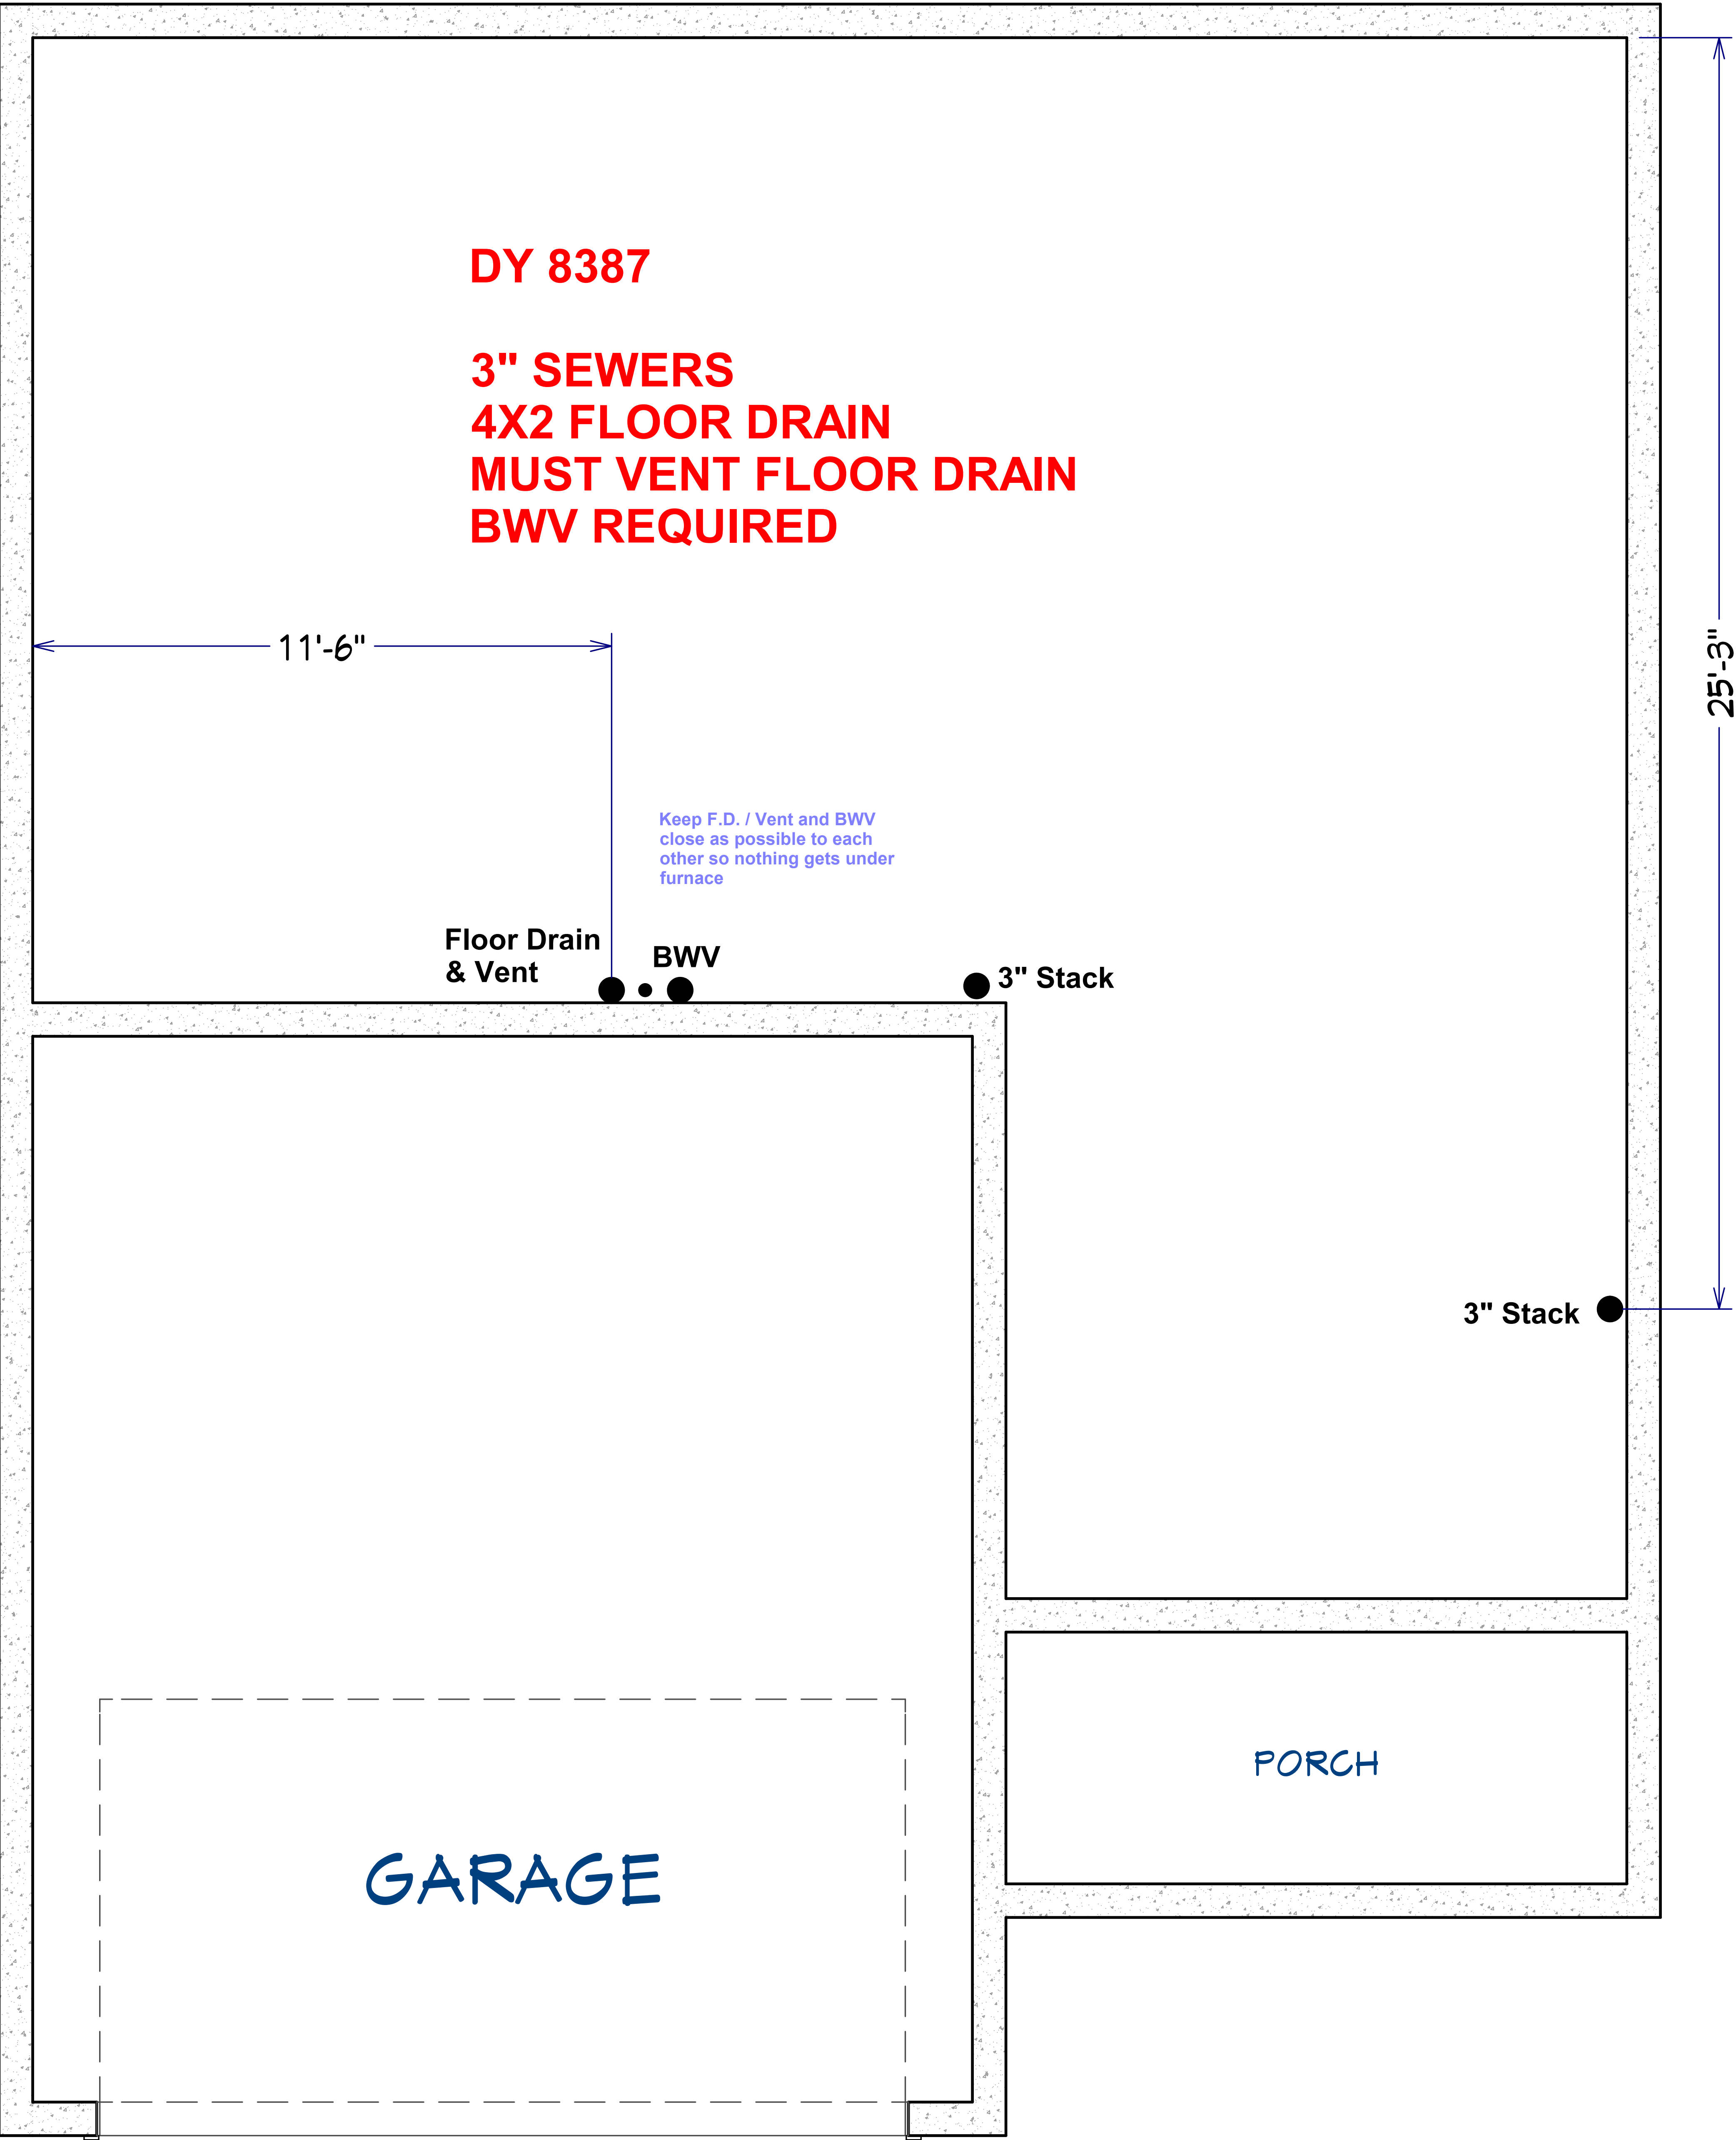 DY 8387
3" SEWERS
4X2 FLOOR DRAIN
MUST VENT FLOOR DRAIN
BWV REQUIRED
11'-6"
25'-3"
Keep F.D. / Vent and BWV
close as possible to each
other so nothing gets under
furnace
Floor Drain
& Vent
BWV
3" Stack
3" Stack
PORCH
GARAGE